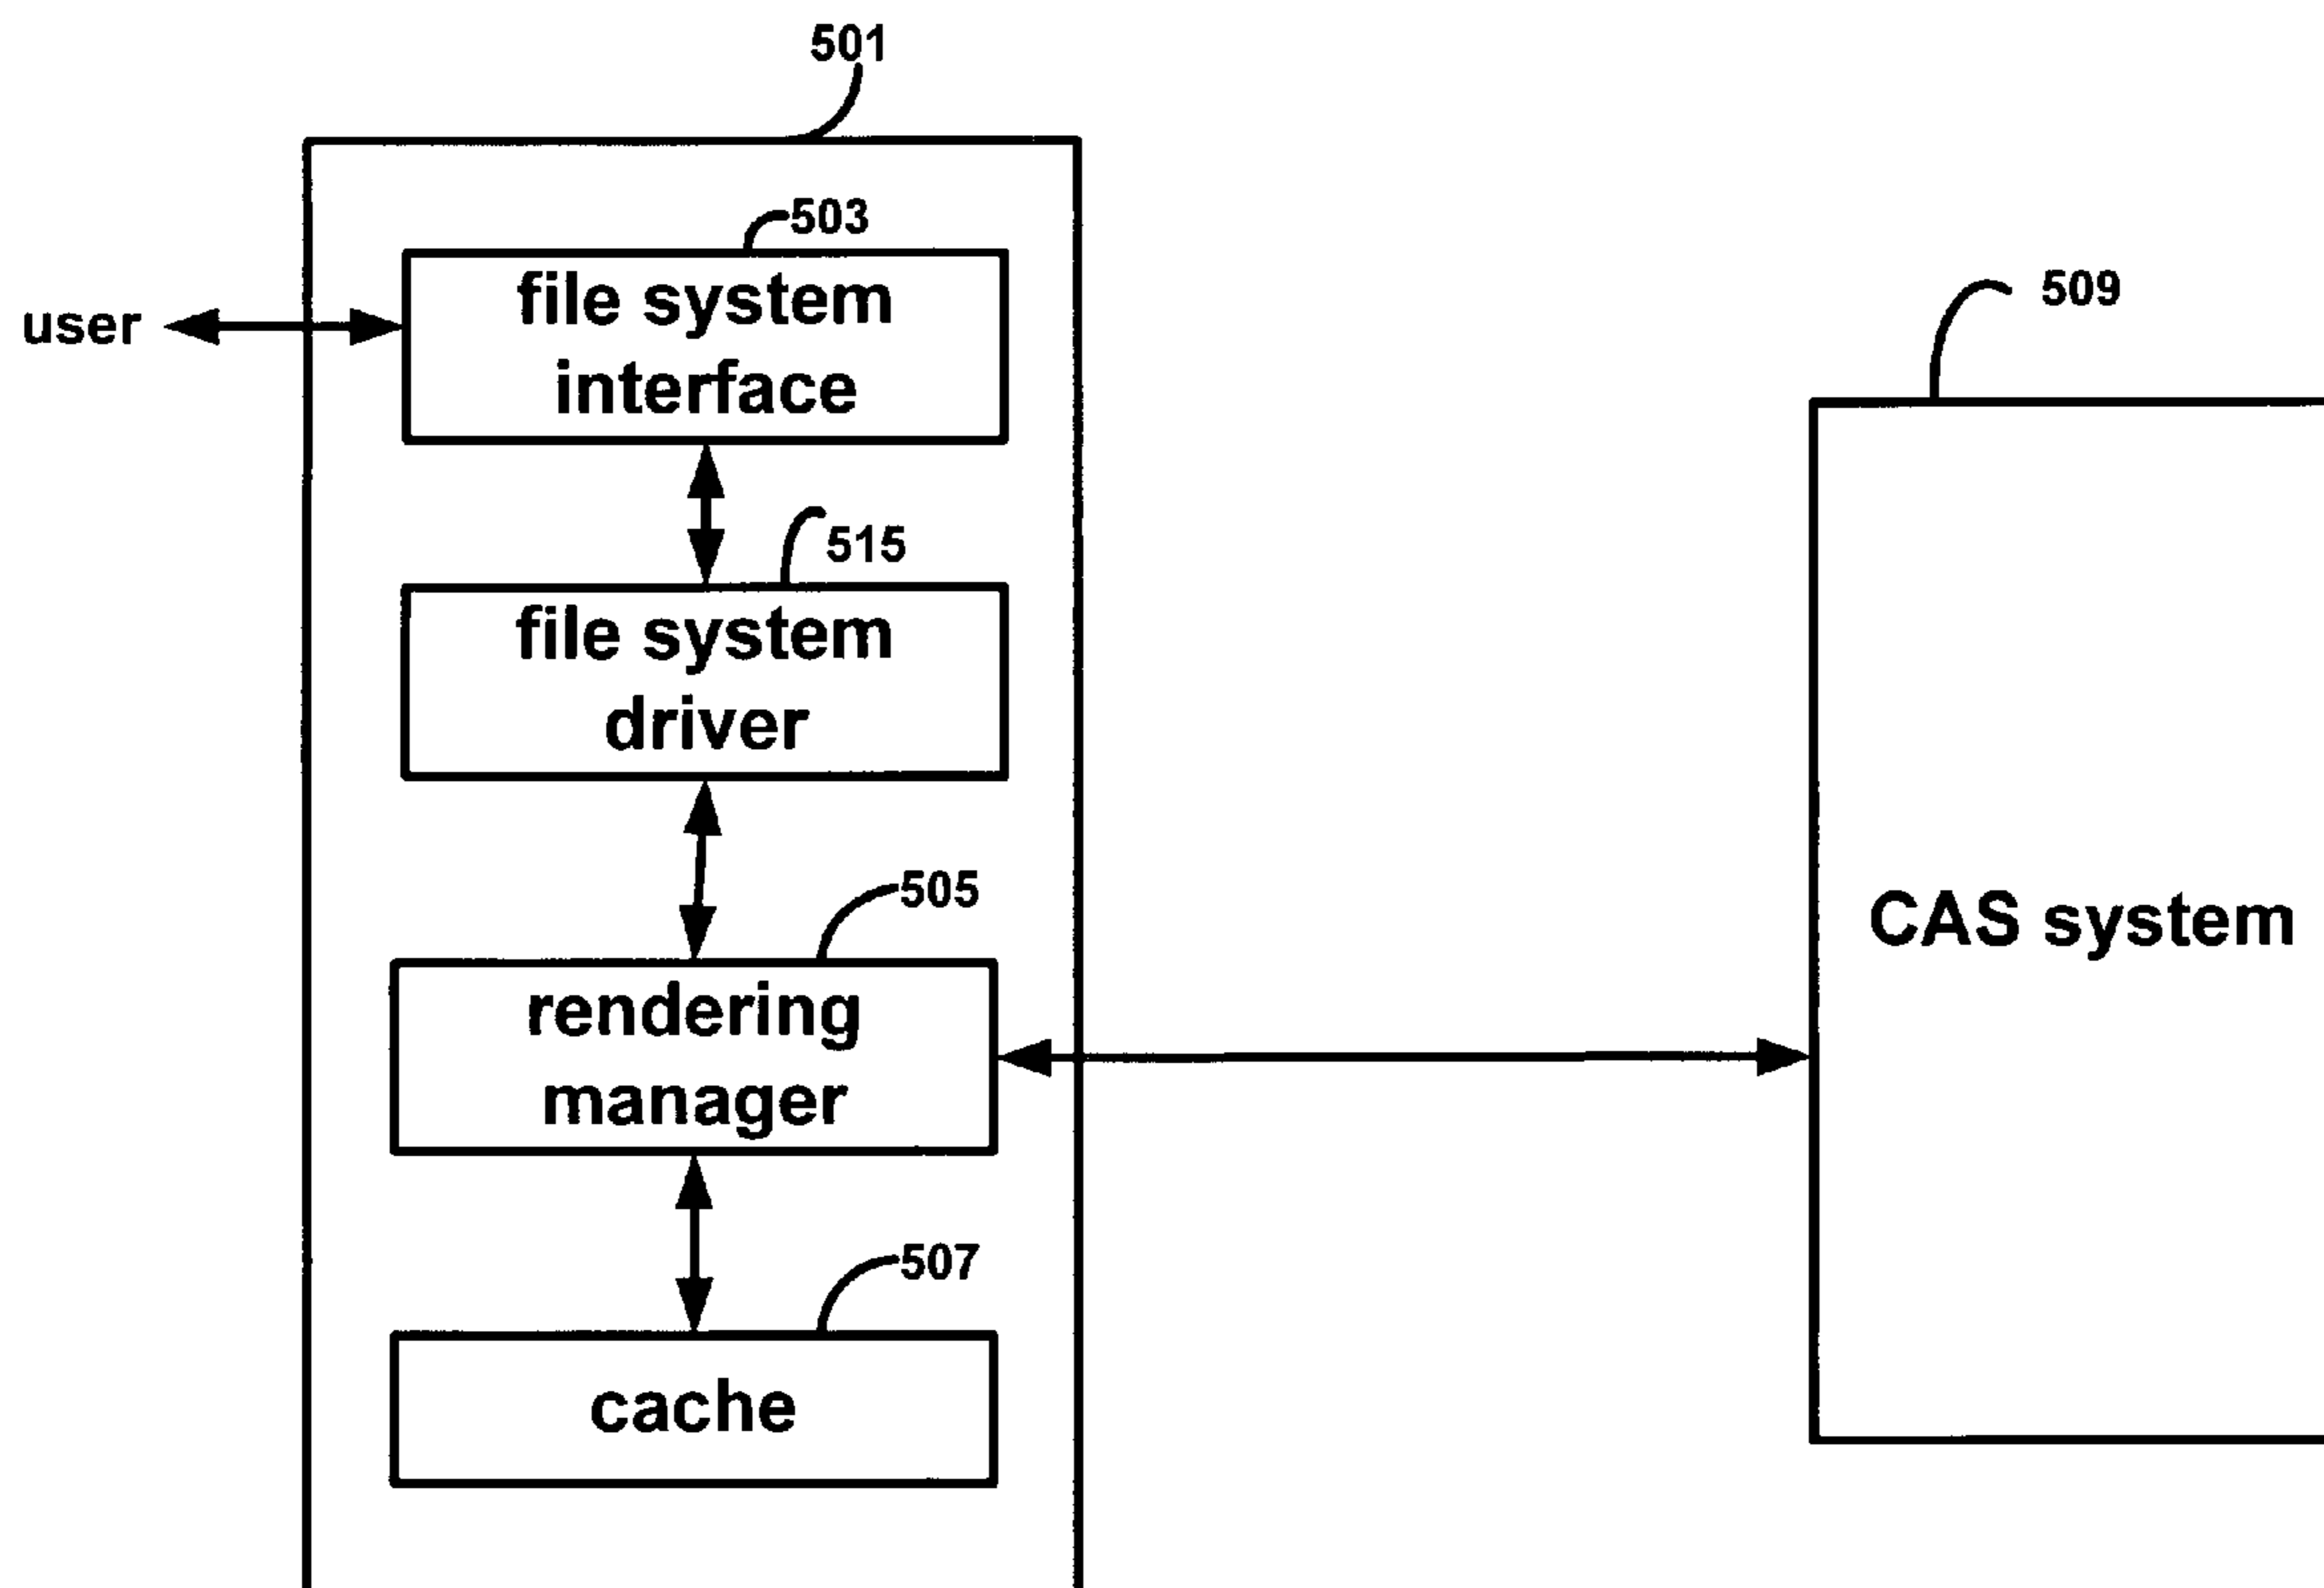 501
503
file system
interface
user
509
515
file system
driver
505
rendering
manager
CAS system
507
cache